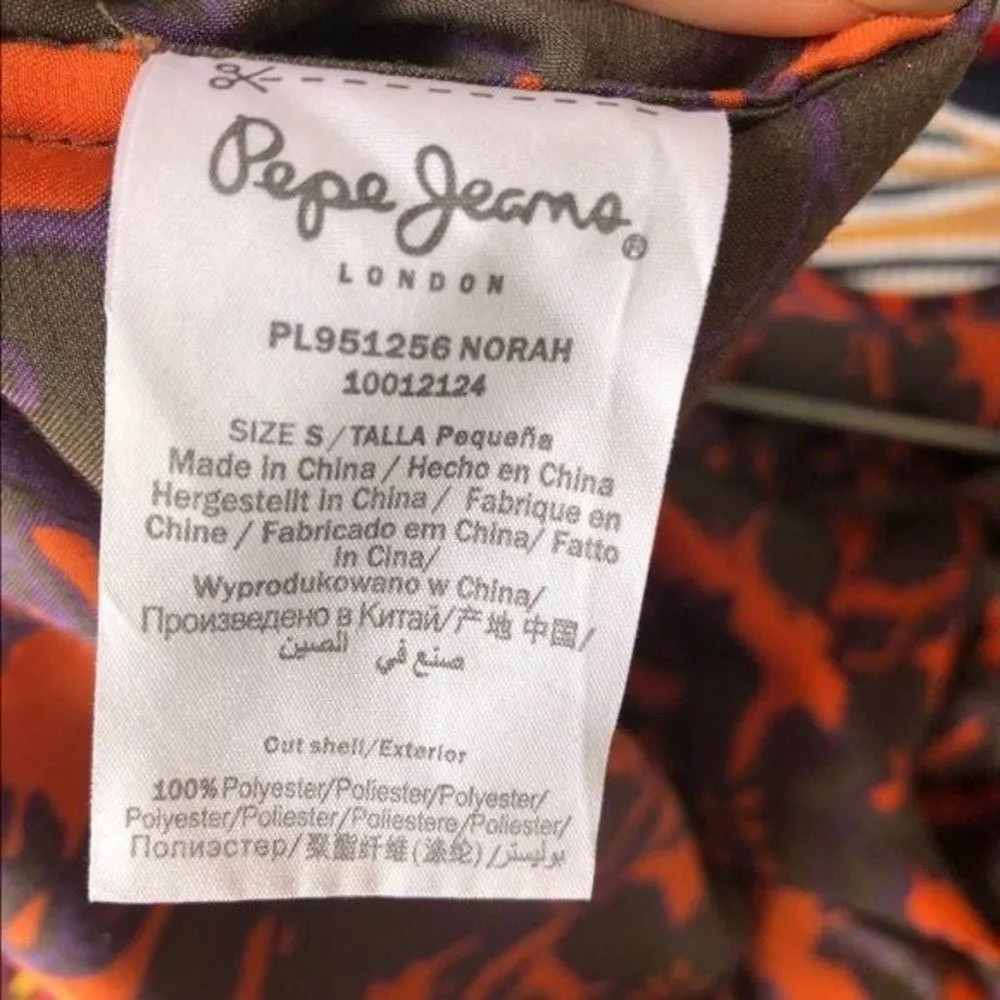 Pepe Jeans®
LONDON
PL951256 NORAH
10012124
SIZE S/TALLA Pequeña
Made in China / Hecho en China
Hergestellt in China / Fabrique en
Chine / Fabricado em China/ Fatto
in Cina/
Wyprodukowano w China/
Произведено в Китай/产地 中国/
صنع في الصين
Out shell/Exterior
100% Polyester/Poliester/Polyester/
Polyester/Poliester/Poliestere/Poliester/
Полиэстер/聚酯纤维(涤纶)/بوليستر/